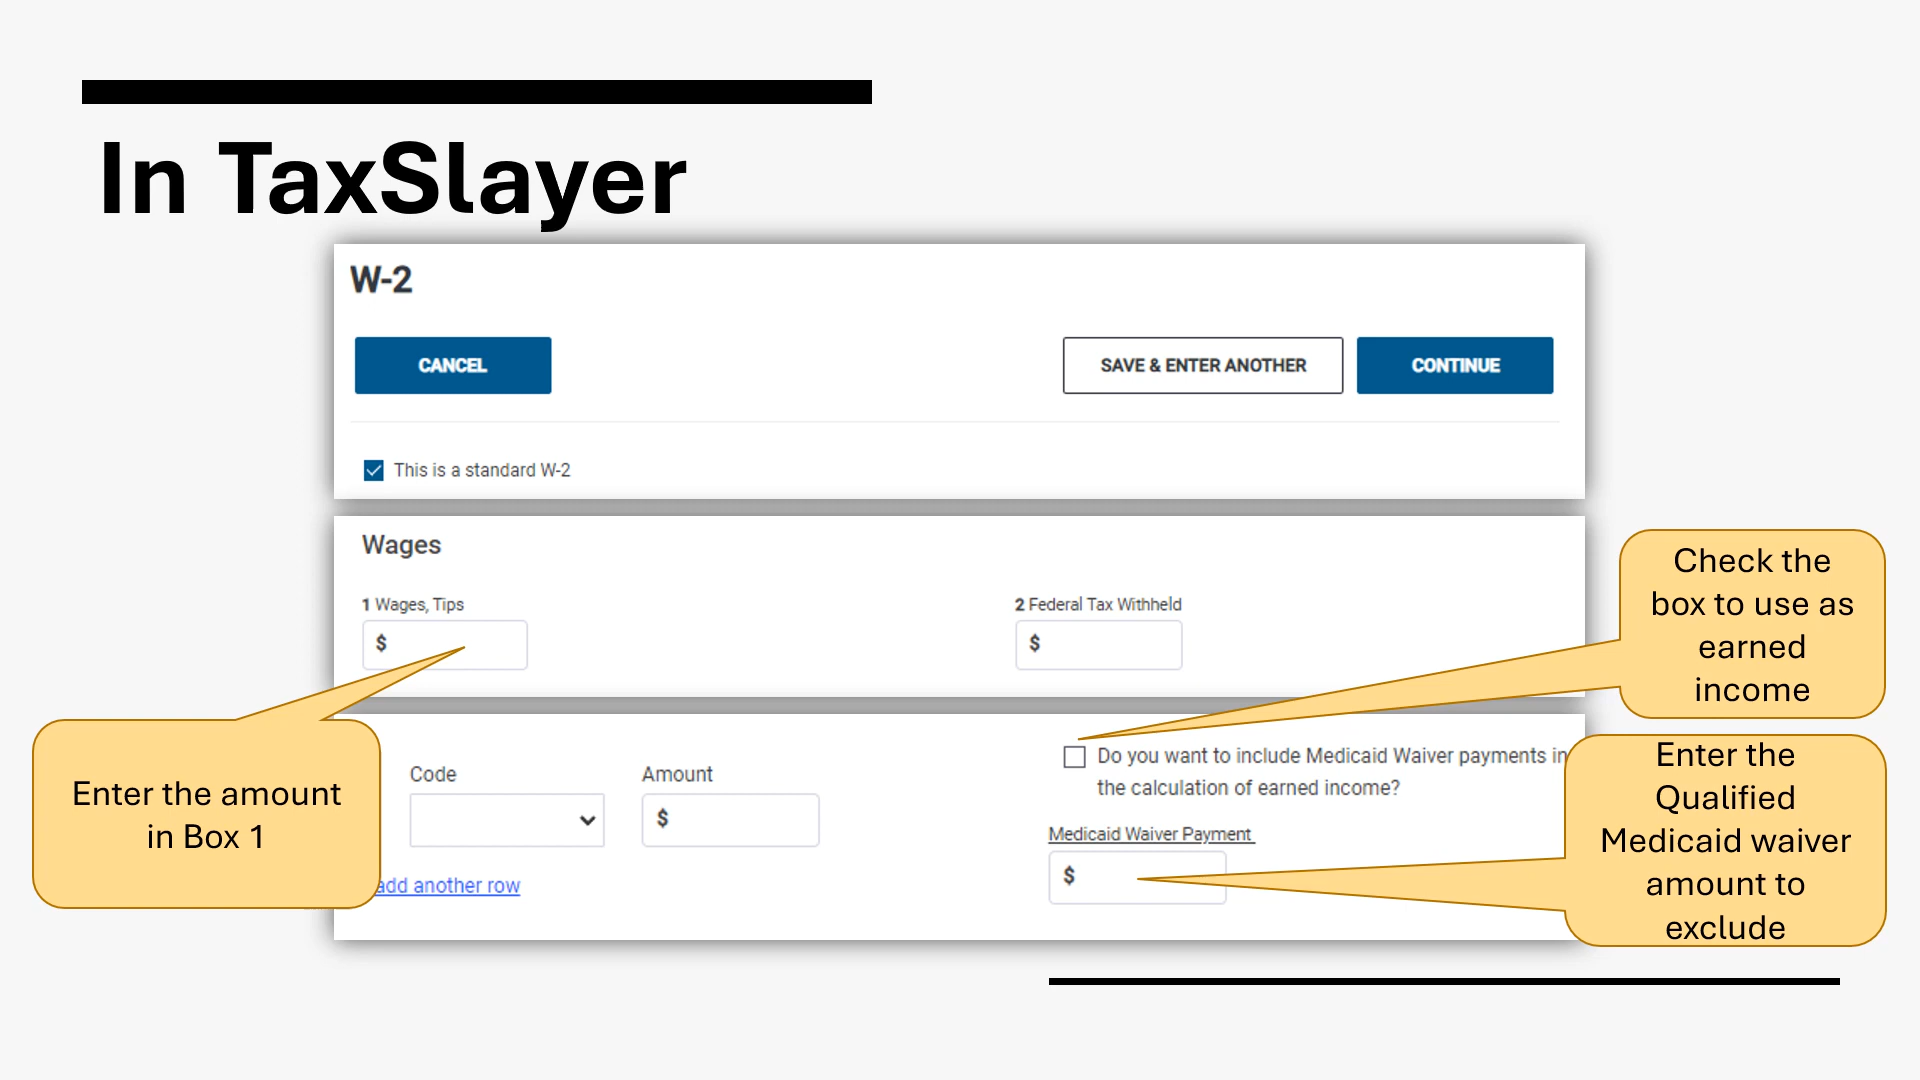 In TaxSlayer
W-2
CANCEL
SAVE & ENTER ANOTHER
CONTINUE
This is a standard W-2
Wages
1 Wages, Tips
2 Federal Tax Withheld
$
$
Check the
box to use as
earned
income
Enter the amount
in Box 1
Code
Amount
$
add another row
Do you want to include Medicaid Waiver payments in
the calculation of earned income?
Medicaid Waiver Payment
$
Enter the
Qualified
Medicaid waiver
amount to
exclude